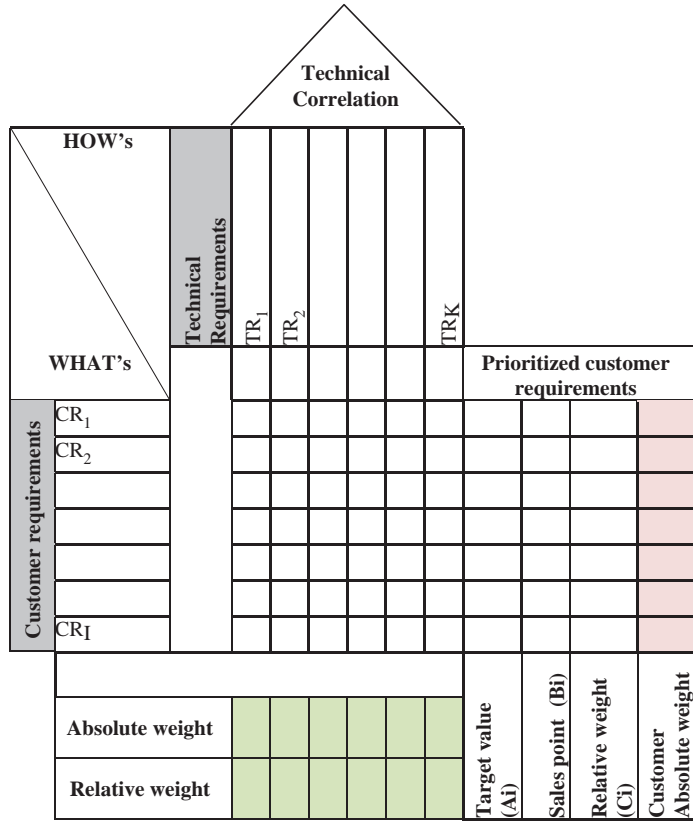 Technical
Correlation
HOW's
Technical
Requirements
TR1
TR2
TRK
WHAT's
Prioritized customer
requirements
Customer requirements
CR1
CR2
CRI
Absolute weight
Relative weight
Target value
(Ai)
Sales point (Bi)
Relative weight
(Ci)
Customer
Absolute weight